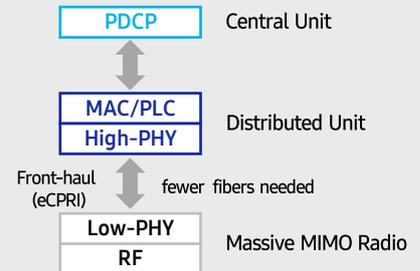 PDCP
Central Unit
MAC/PLC
High-PHY
Distributed Unit
Front-haul
(eCPRI)
fewer fibers needed
Low-PHY
RF
Massive MIMO Radio